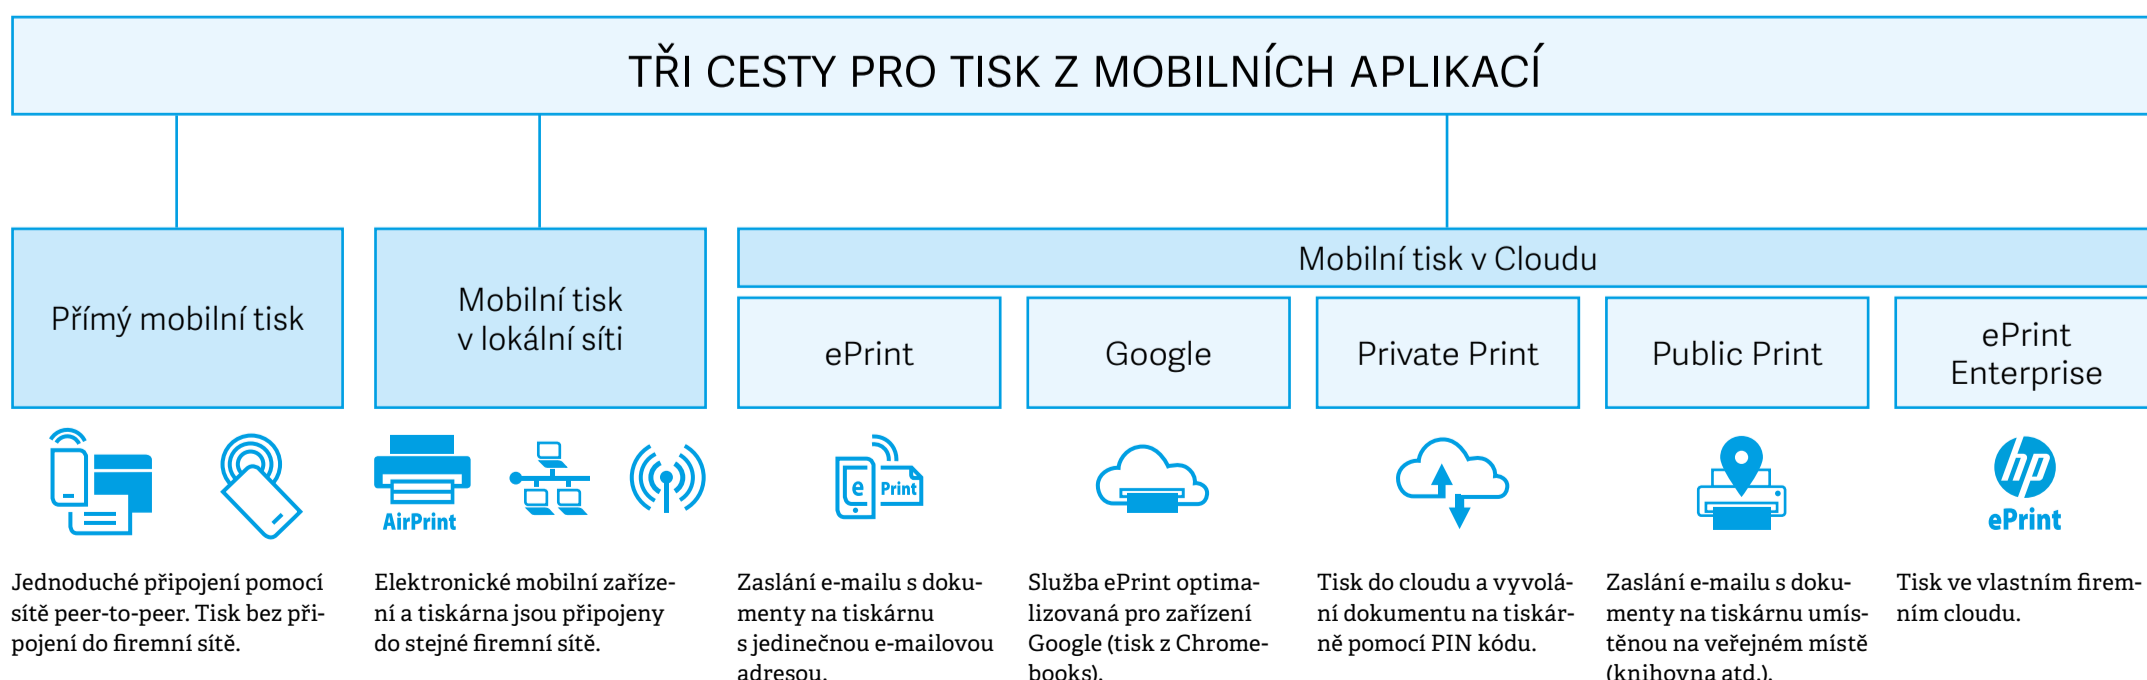 TŘI CESTY PRO TISK Z MOBILNÍCH APLIKACÍ
Přímý mobilní tisk
Mobilní tisk
v lokální síti
Mobilní tisk v Cloudu
ePrint
Google
Private Print
Public Print
ePrint
Enterprise
AirPrint
e Print
hp
ePrint
Jednoduché připojení pomocí
sítě peer-to-peer. Tisk bez při-
pojení do firemní sítě.
Elektronické mobilní zaříze-
ní a tiskárna jsou připojeny
do stejné firemní sítě.
Zaslání e-mailu s doku-
menty na tiskárnu
s jedinečnou e-mailovou
adresou.
Služba ePrint optima-
lizovaná pro zařízení
Google (tisk z Chrome-
books).
Tisk do cloudu a vyvolá-
ní dokumentu na tiskár-
ně pomocí PIN kódu.
Zaslání e-mailu s doku-
menty na tiskárnu umís-
těnou na veřejném místě
(knihovna atd.).
Tisk ve vlastním firem-
ním cloudu.